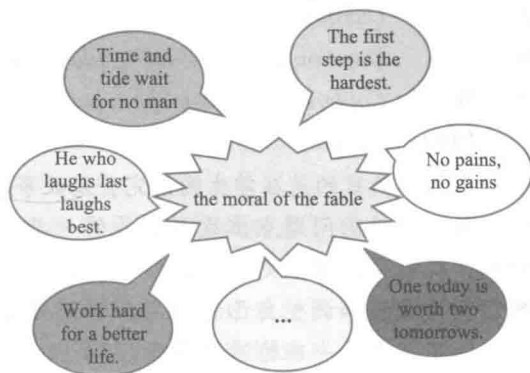 Time and
tide wait
for no man
The first
step is the
hardest.
He who
laughs last
laughs
best.
the moral of the fable
No pains,
no gains
Work hard
for a better
life.
...
One today is
worth two
tomorrows.